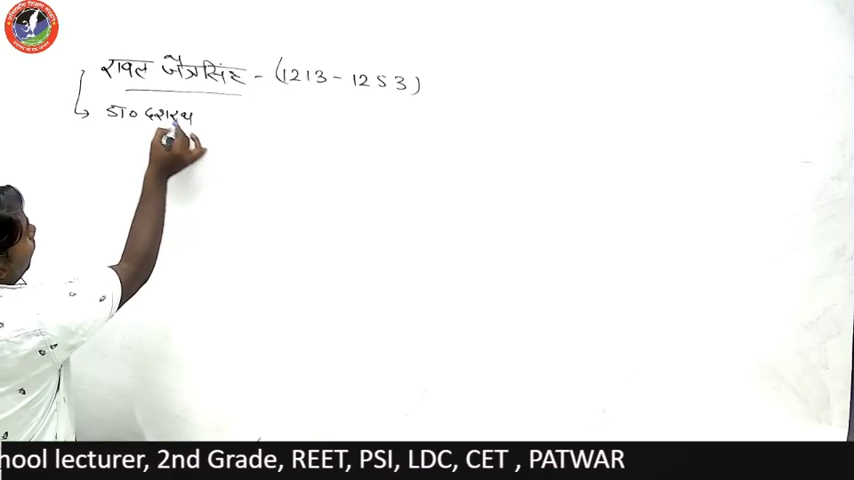 रावल जैत्रसिंह - (1213 - 1253)
डा० दशरथ
hool lecturer, 2nd Grade, REET, PSI, LDC, CET , PATWAR